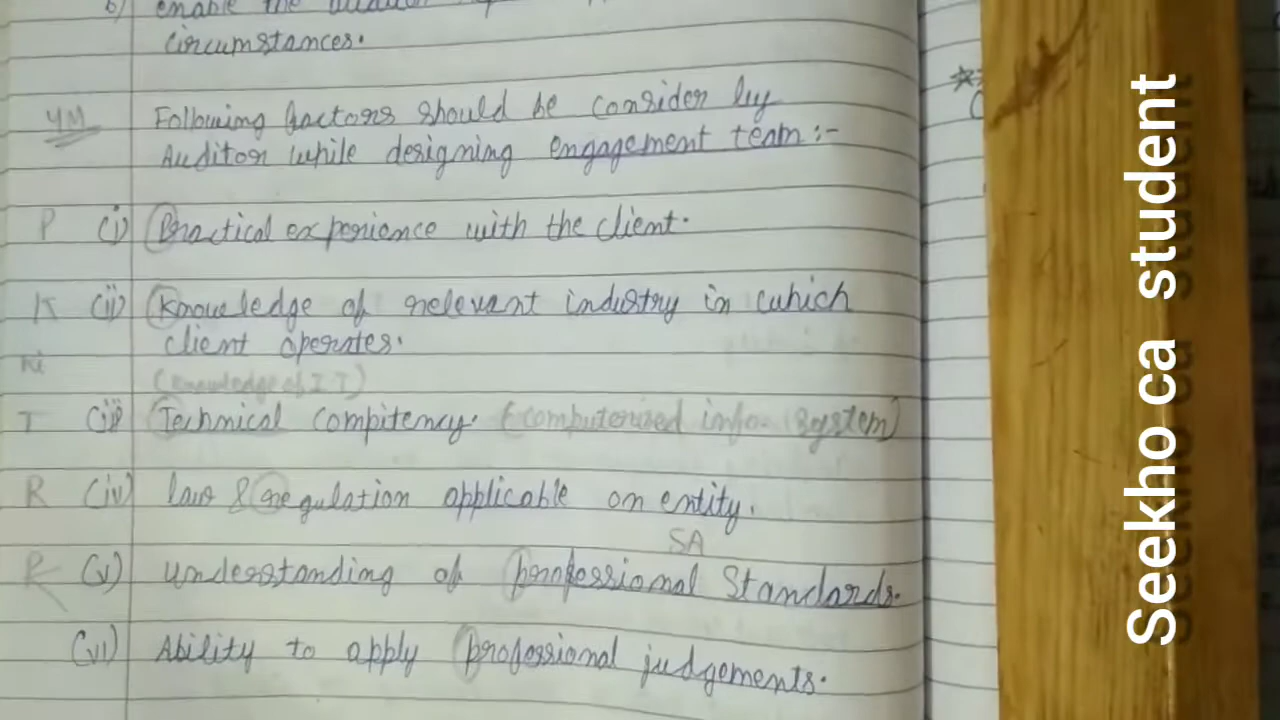 b) enable the
circumstances.
4M Following factors should be consider by
Auditor while designing engagement team :-
P (i) Practical experience with the client.
K (ii) Knowledge of relevant industry in which
client operates.
(Knowledge of I T)
T (iii) Technical compitency. (computerised info. system)
R (iv) law & regulation applicable on entity.
SA
P (v) understanding of professional Standards.
(vi) Ability to apply professional judgements.
Seekho ca student